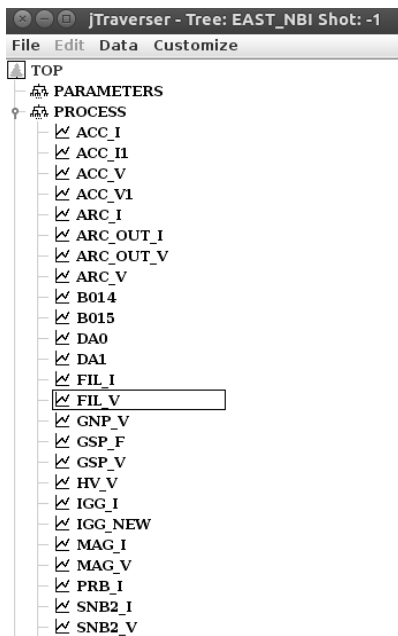 jTraverser - Tree: EAST_NBI Shot: -1
File Edit Data Customize
TOP
PARAMETERS
PROCESS
ACC_I
ACC_I1
ACC_V
ACC_V1
ARC_I
ARC_OUT_I
ARC_OUT_V
ARC_V
B014
B015
DA0
DA1
FIL_I
FIL_V
GNP_V
GSP_F
GSP_V
HV_V
IGG_I
IGG_NEW
MAG_I
MAG_V
PRB_I
SNB2_I
SNB2_V